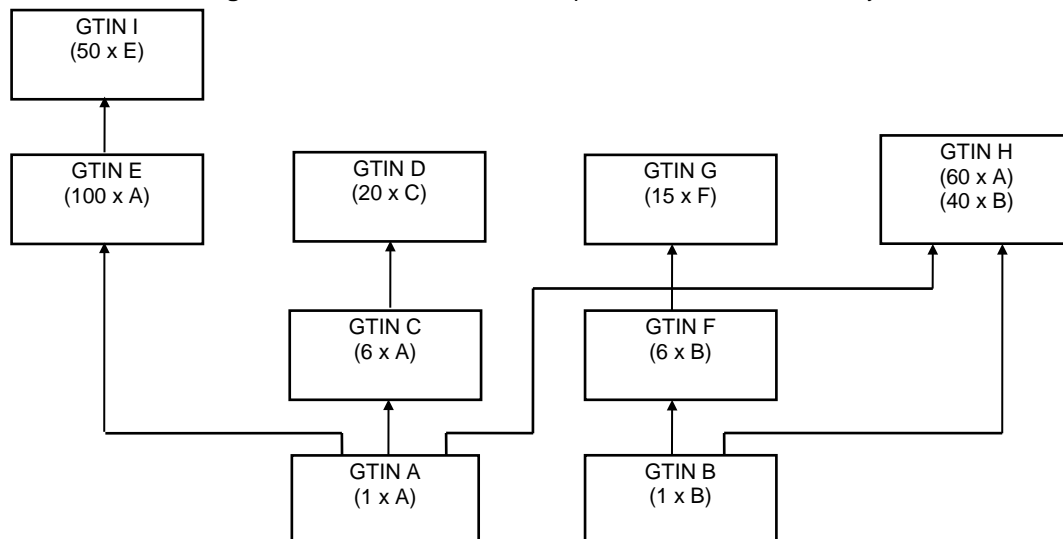 GTIN I
(50 x E)
GTIN E
(100 x A)
GTIN D
(20 x C)
GTIN G
(15 x F)
GTIN H
(60 x A)
(40 x B)
GTIN C
(6 x A)
GTIN F
(6 x B)
GTIN A
(1 x A)
GTIN B
(1 x B)